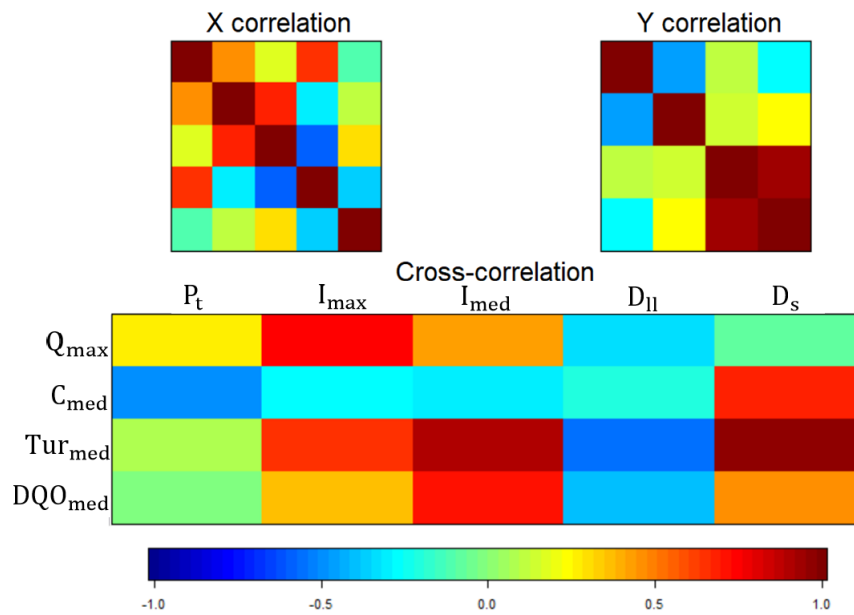 X correlation Y correlation
Cross-correlation
Pt Imax Imed Dll Ds
Qmax
Cmed
Turmed
DQOmed
-1.0 -0.5 0.0 0.5 1.0